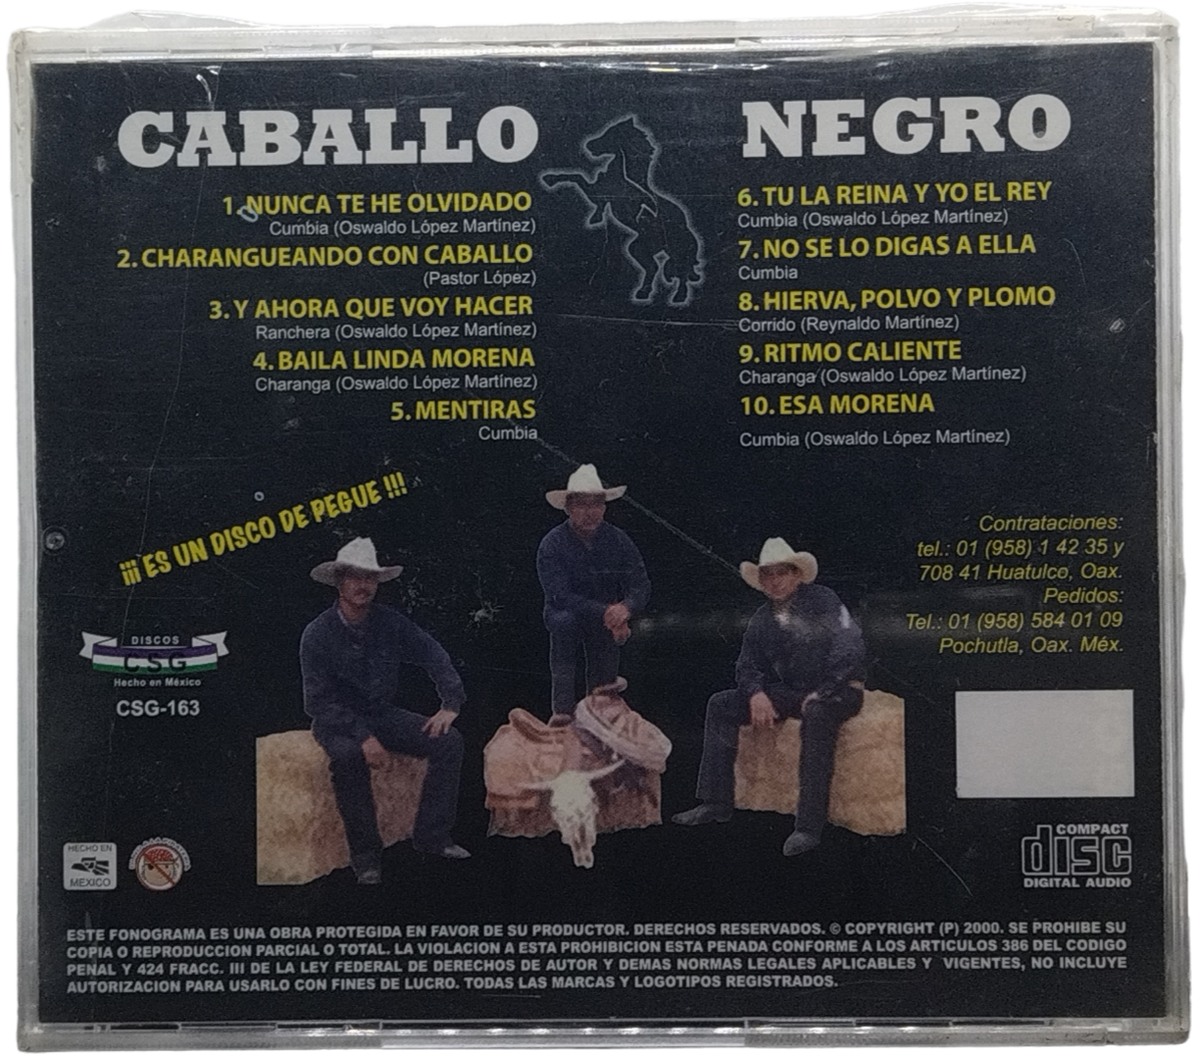 CABALLO NEGRO
1. NUNCA TE HE OLVIDADO
Cumbia (Oswaldo López Martínez)
2. CHARANGUEANDO CON CABALLO
(Pastor López)
3. Y AHORA QUE VOY HACER
Ranchera (Oswaldo López Martínez)
4. BAILA LINDA MORENA
Charanga (Oswaldo López Martínez)
5. MENTIRAS
Cumbia
6. TU LA REINA Y YO EL REY
Cumbia (Oswaldo López Martínez)
7. NO SE LO DIGAS A ELLA
Cumbia
8. HIERVA, POLVO Y PLOMO
Corrido (Reynaldo Martínez)
9. RITMO CALIENTE
Charanga (Oswaldo López Martínez)
10. ESA MORENA
Cumbia (Oswaldo López Martínez)
¡¡¡ ES UN DISCO DE PEGUE !!!
Contrataciones:
tel.: 01 (958) 1 42 35 y
708 41 Huatulco, Oax.
Pedidos:
Tel.: 01 (958) 584 01 09
Pochutla, Oax. Méx.
DISCOS
CSG
Hecho en México
CSG-163
HECHO EN
MEXICO
COMPACT
disc
DIGITAL AUDIO
ESTE FONOGRAMA ES UNA OBRA PROTEGIDA EN FAVOR DE SU PRODUCTOR. DERECHOS RESERVADOS. © COPYRIGHT (P) 2000. SE PROHIBE SU
COPIA O REPRODUCCION PARCIAL O TOTAL. LA VIOLACION A ESTA PROHIBICION ESTA PENADA CONFORME A LOS ARTICULOS 386 DEL CODIGO
PENAL Y 424 FRACC. III DE LA LEY FEDERAL DE DERECHOS DE AUTOR Y DEMAS NORMAS LEGALES APLICABLES Y VIGENTES, NO INCLUYE
AUTORIZACION PARA USARLO CON FINES DE LUCRO. TODAS LAS MARCAS Y LOGOTIPOS REGISTRADOS.